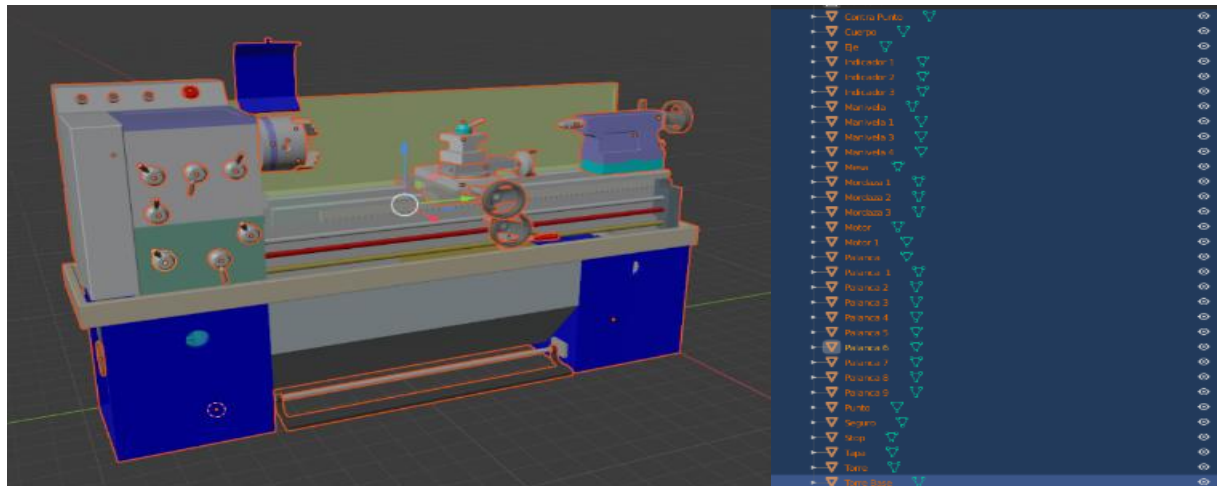 Contra Punto
Cuerpo
Eje
Indicador 1
Indicador 2
Indicador 3
Manivela
Manivela 1
Manivela 3
Manivela 4
Mesa
Mordaza 1
Mordaza 2
Mordaza 3
Motor
Motor 1
Palanca
Palanca 1
Palanca 2
Palanca 3
Palanca 4
Palanca 5
Palanca 6
Palanca 7
Palanca 8
Palanca 9
Punto
Seguro
Stop
Tapa
Torno
Torno Base